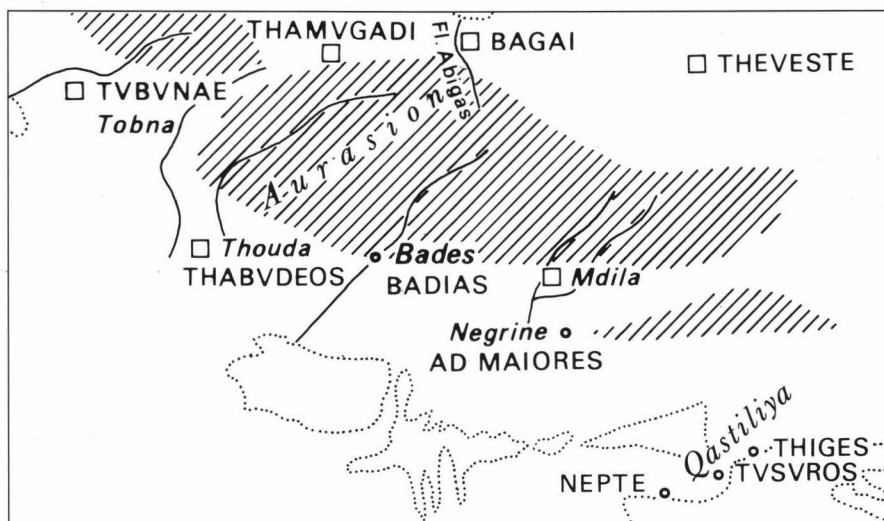 THAMVGADI
Fl. Abigas
BAGAI
THEVESTE
TVBVNAE
Tobna
Aurasion
Thouda
THABVDEOS
Bades
BADIAS
Mdila
Negrine
AD MAIORES
Qastiliya
THIGES
TVSVROS
NEPTE